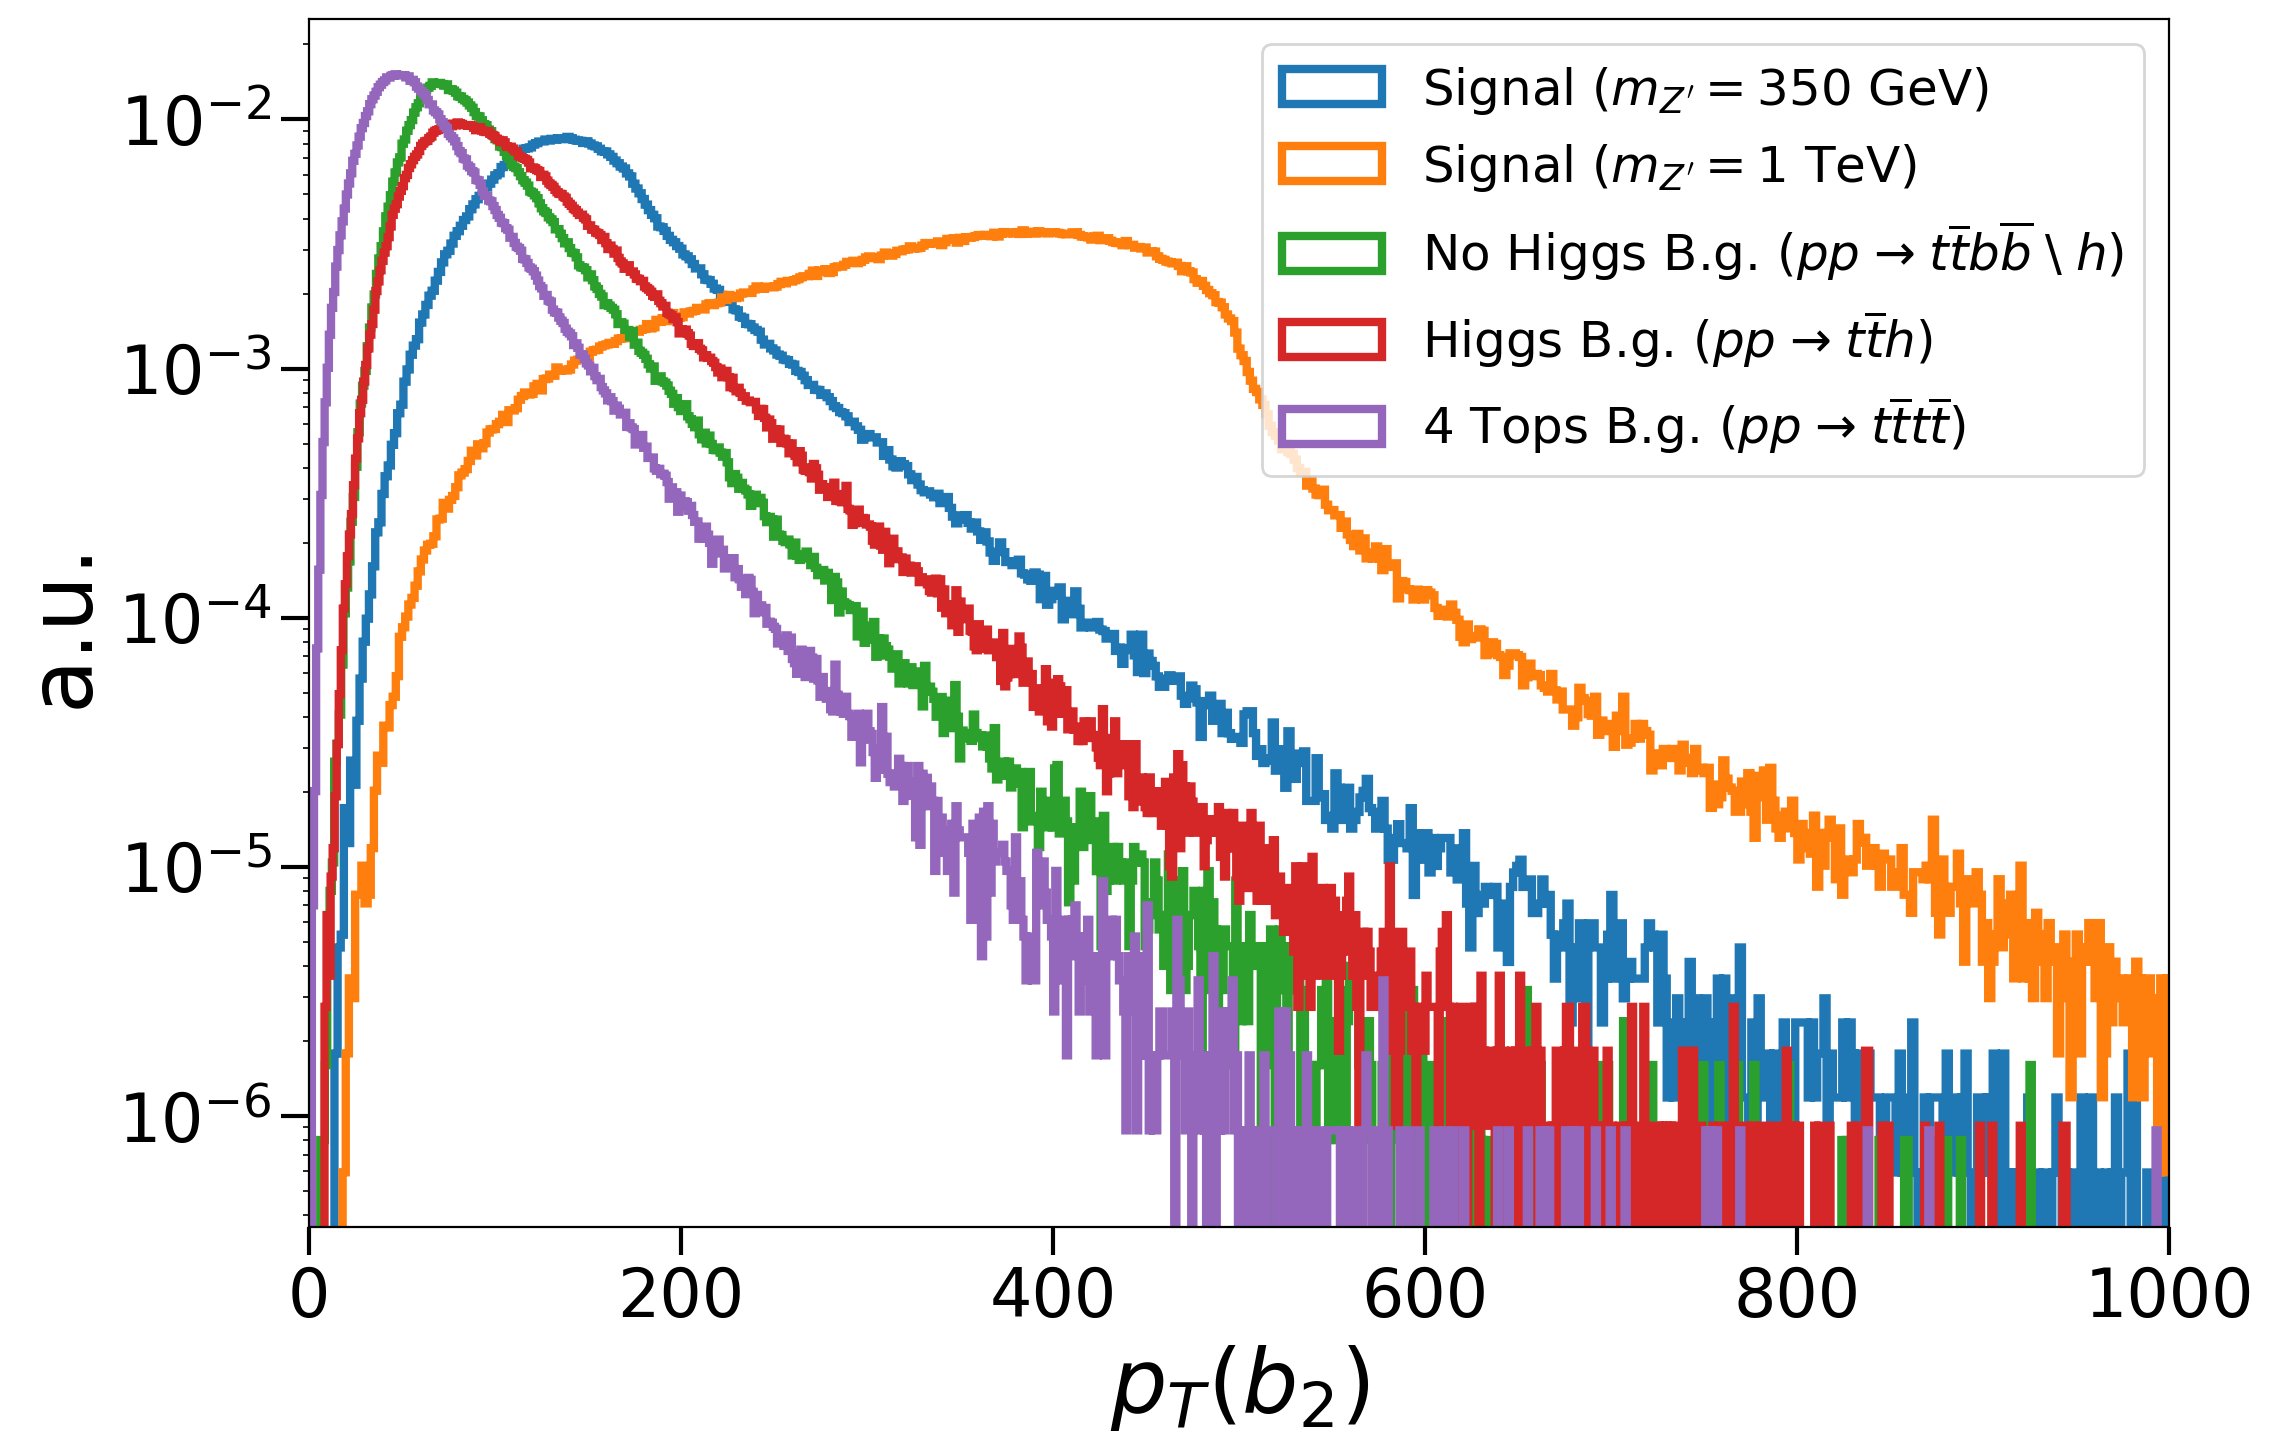 Signal (m_{Z'} = 350 GeV)
Signal (m_{Z'} = 1 TeV)
No Higgs B.g. (pp → tt̅bb̅ \ h)
Higgs B.g. (pp → tt̅h)
4 Tops B.g. (pp → tt̅tt̅)
10⁻²
10⁻³
10⁻⁴
10⁻⁵
10⁻⁶
a.u.
0 200 400 600 800 1000
p_T(b₂)